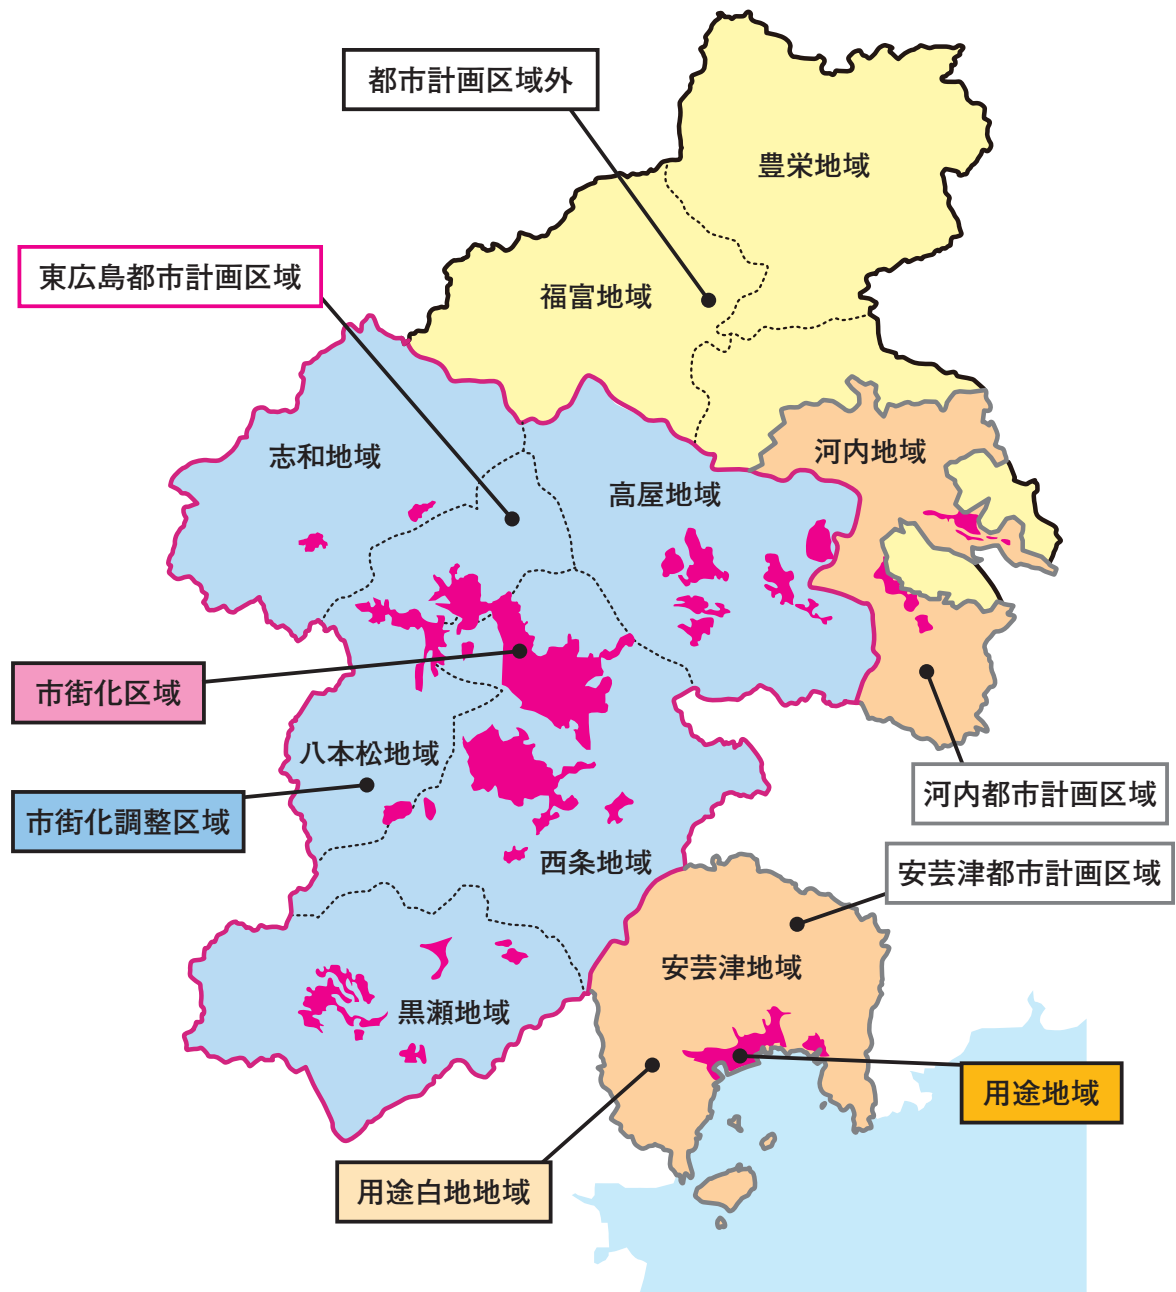 都市計画区域外
豊栄地域
東広島都市計画区域
福富地域
志和地域
河内地域
高屋地域
市街化区域
八本松地域
河内都市計画区域
市街化調整区域
西条地域
安芸津都市計画区域
安芸津地域
黒瀬地域
用途地域
用途白地地域